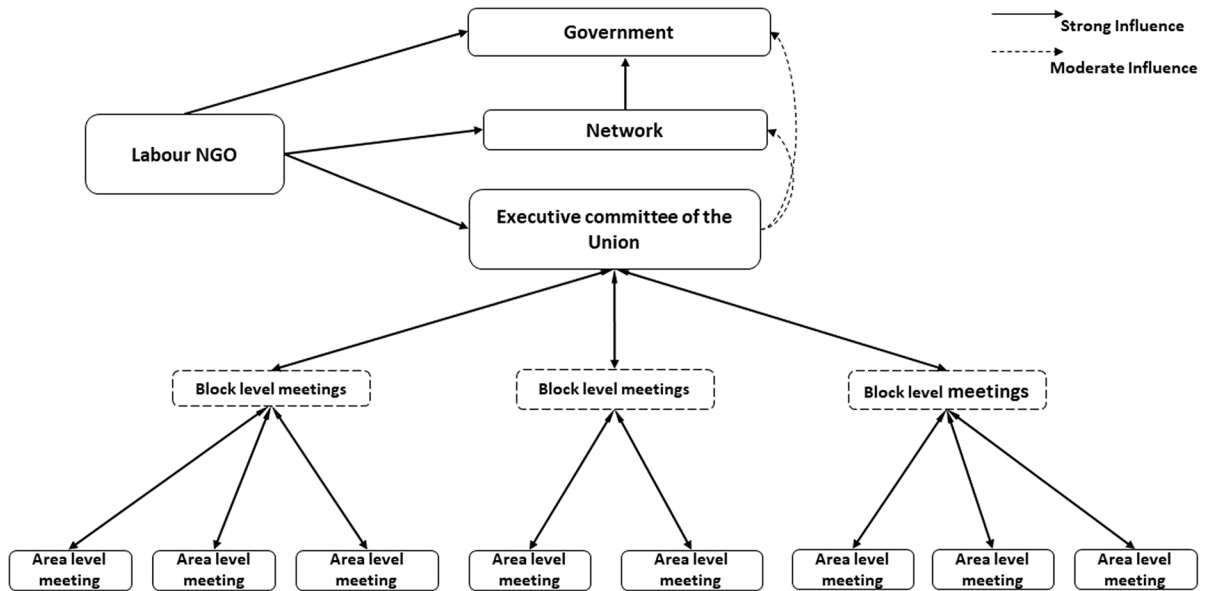 Government
Strong Influence
Moderate Influence
Network
Labour NGO
Executive committee of the
Union
Block level meetings
Block level meetings
Block level meetings
Area level
meeting
Area level
meeting
Area level
meeting
Area level
meeting
Area level
meeting
Area level
meeting
Area level
meeting
Area level
meeting